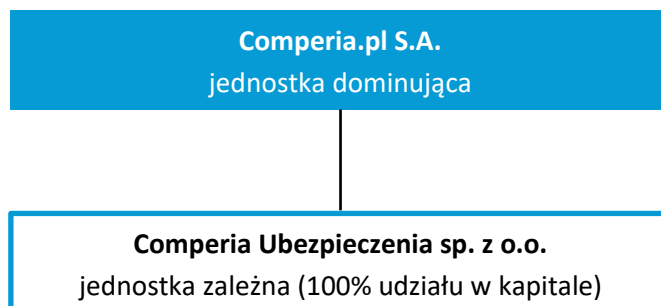 Comperia.pl S.A.
jednostka dominująca
Comperia Ubezpieczenia sp. z o.o.
jednostka zależna (100% udziału w kapitale)